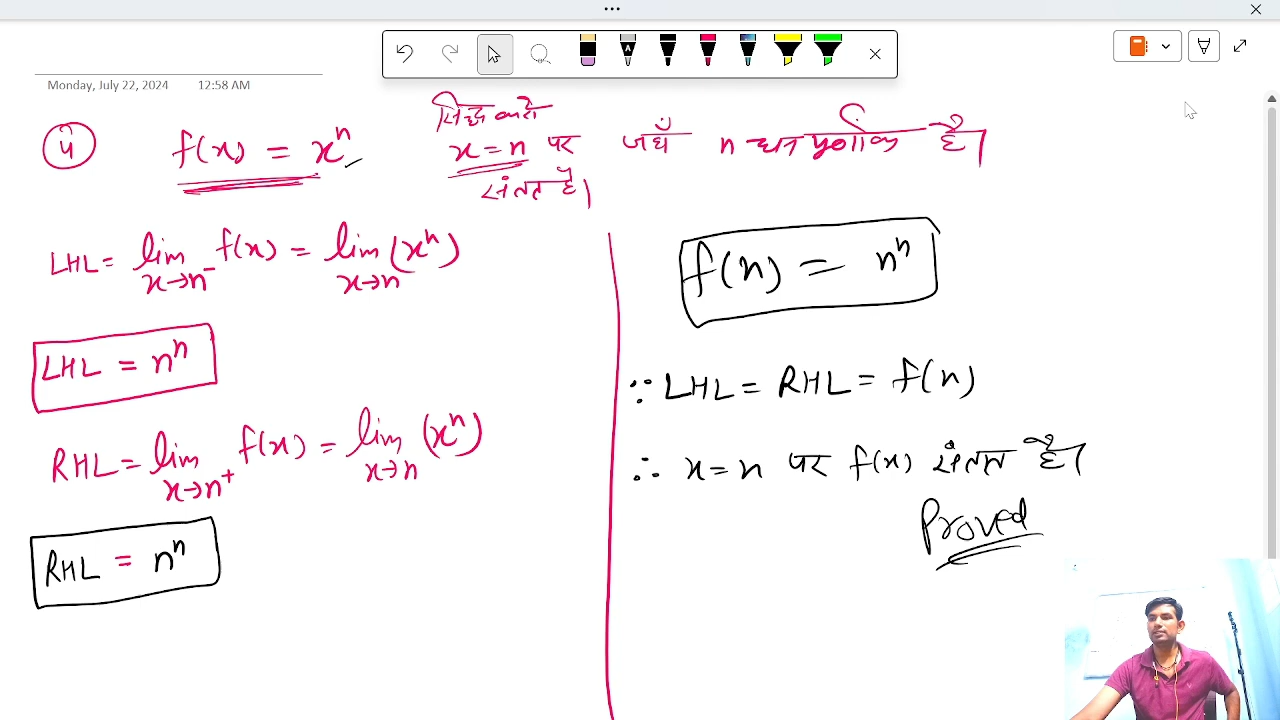 Monday, July 22, 2024 12:58 AM
४ f(x) = xⁿ सिद्ध करो
x = n पर जहाँ n धन पूर्णांक है।
संतत है।
LHL = lim x→n⁻ f(x) = lim x→n (xⁿ)
LHL = nⁿ
RHL = lim x→n⁺ f(x) = lim x→n (xⁿ)
RHL = nⁿ
f(n) = nⁿ
∵ LHL = RHL = f(n)
∴ x = n पर f(x) संतत है।
Proved